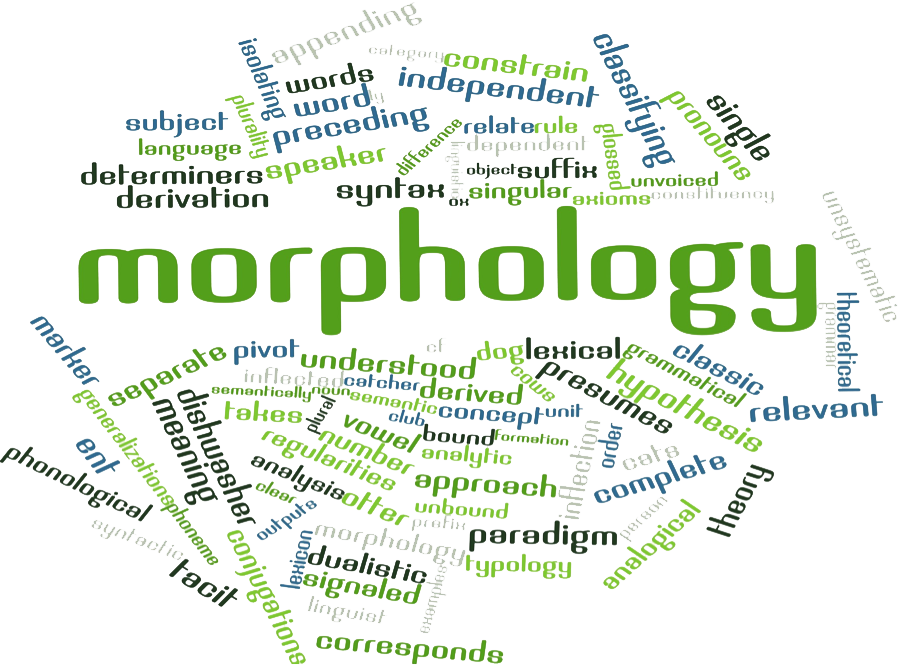 appending
category
isolating
words
constrain
classifying
independent
word
ly
plurality
pronouns
single
subject
preceding
difference
relate
rule
glossed
language
dependent
speaker
determiners
object
suffix
unvoiced
derivation
syntax
ox
singular
axioms
constituency
unsystematic
morphology
theoretical
grammar
marker
separate
pivot
understood
cf
dog
lexical
grammatical
classic
inflected
catcher
derived
cows
presumes
hypothesis
relevant
generalizations
meaning
dishwasher
semantically
noun
plural
semantic
takes
club
concept
unit
vowel
bound
formation
order
inflection
cats
number
regularities
analytic
ent
phonological
analysis
clear
otter
approach
complete
theory
outputs
unbound
prefix
person
analogical
syntactic
phoneme
conjugations
lexicon
morphology
paradigm
tacit
dualistic
typology
signaled
examples
linguist
corresponds